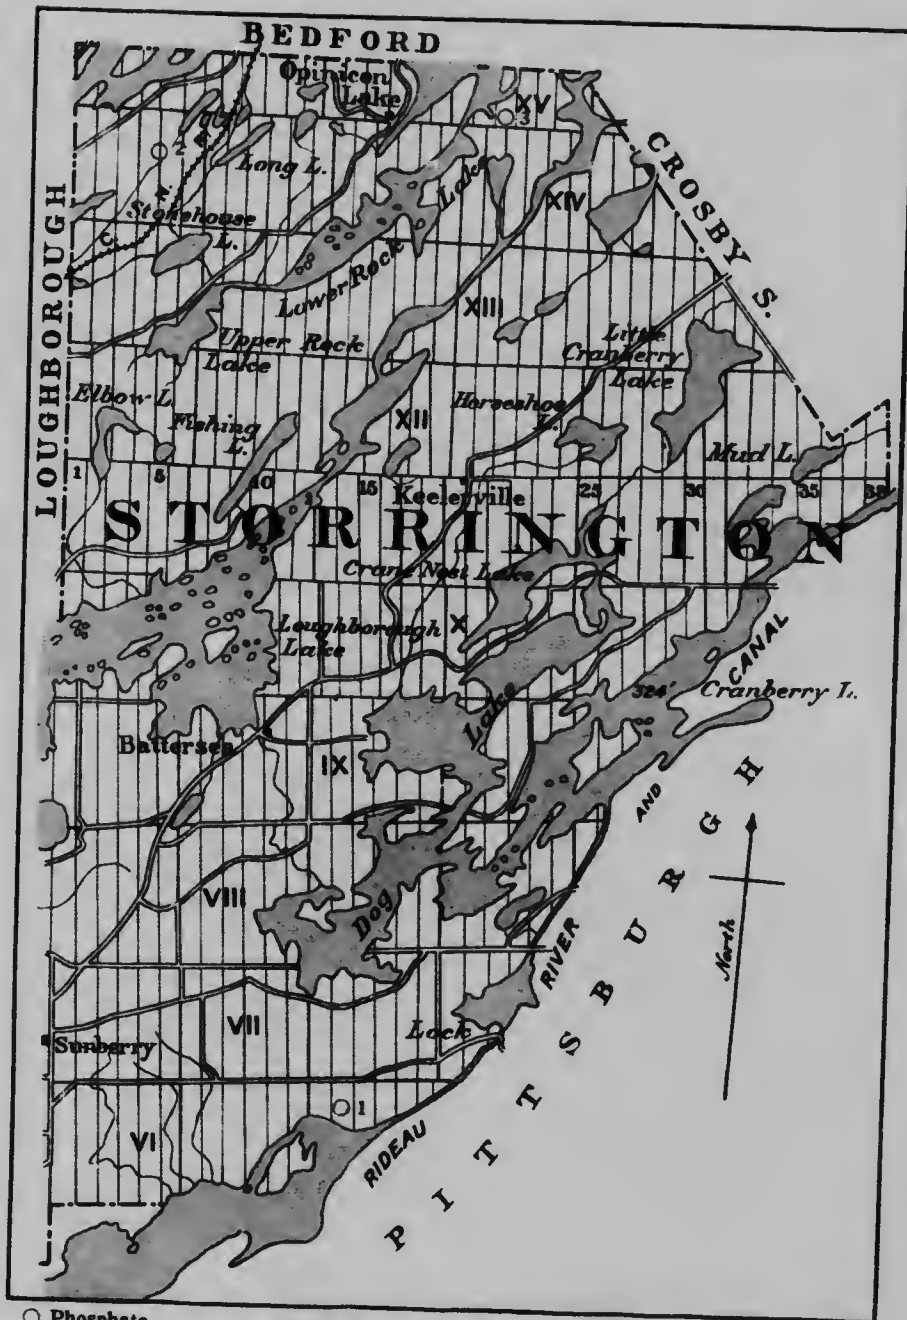 BEDFORD
Opinicon
Lake
XV
3
2
Long L.
CROSBY S.
LOUGHBOROUGH
Stonehouse
L.
C. N. R.
Lake
XIV
Lower Rock
XIII
Upper Rock
Lake
Little
Cranberry
Lake
Elbow L.
Fishing
L.
XII
Horseshoe
L.
Mud L.
1 5 10 15 25 30 35 38
Keelerville
STORRINGTON
Crane Nest Lake
Loughborough
Lake
X
Lake
324'
Cranberry L.
Battersea
IX
VIII
Dog
RIDEAU RIVER AND CANAL
North
VII
Lock
Sunberry
1
VI
PITTSBURGH
○ Phosphate